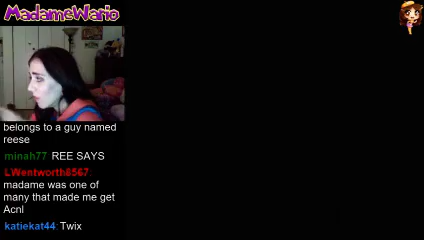 MadameWario
belongs to a guy named
reese
minah77 REE SAYS
LWentworth8567:
madame was one of
many that made me get
Acnl
katiekat44: Twix